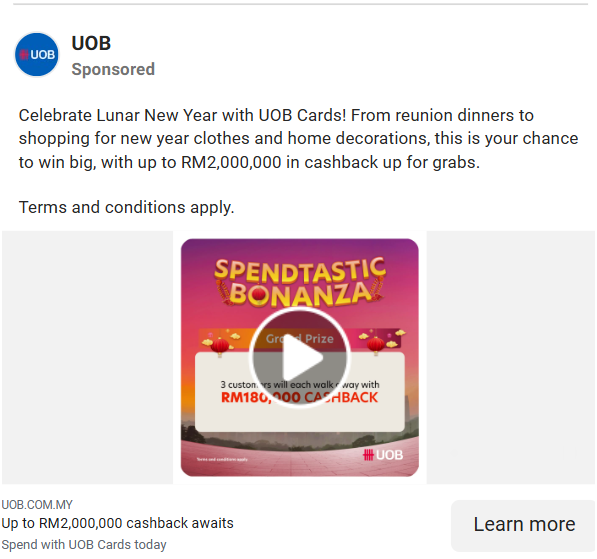 UOB
UOB
Sponsored
Celebrate Lunar New Year with UOB Cards! From reunion dinners to
shopping for new year clothes and home decorations, this is your chance
to win big, with up to RM2,000,000 in cashback up for grabs.
Terms and conditions apply.
SPENDTASTIC
BONANZA
Grand Prize
3 customers will each walk away with
RM180,000 CASHBACK
Terms and conditions apply.
UOB
UOB.COM.MY
Up to RM2,000,000 cashback awaits
Spend with UOB Cards today
Learn more